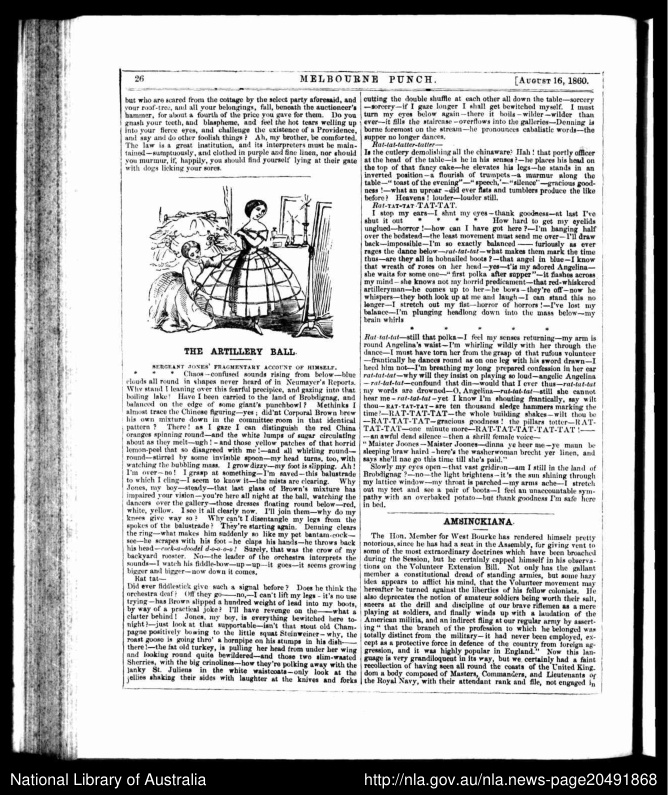 26
MELBOURNE PUNCH.
[August 16, 1860.
but who are scared from the cottage by the select party aforesaid, and
your roof-tree, and all your belongings, fall, beneath the auctioneer's
hammer, for about a fourth of the price you gave for them. Do you
gnash your teeth, and blaspheme, and feel the hot tears welling up
into your fierce eyes, and challenge the existence of a Providence,
and say and do other foolish things? Ah, my brother, be comforted.
The law is a great institution, and its interpreters must be main-
tained—sumptuously, and clothed in purple and fine linen, nor should
you murmur, if, happily, you should find yourself lying at their gate
with dogs licking your sores.
THE ARTILLERY BALL.
SERGEANT JONES' FRAGMENTARY ACCOUNT OF HIMSELF.
* * Chaos—confused sounds rising from below—blue
clouds all round in shapes never heard of in Neumayer's Reports.
Why stand I leaning over this fearful precipice, and gazing into that
boiling lake? Have I been carried to the land of Brobdignag, and
balanced on the edge of some giant's punchbowl? Methinks I
almost trace the Chinese figuring—yes; did'nt Corporal Brown brew
his own mixture down in the committee room in that identical
pattern? There! as I gaze I can distinguish the red China
oranges spinning round—and the white lumps of sugar circulating
about as they melt—ugh!—and those yellow patches of that horrid
lemon-peel that so disagreed with me!—and all whirling round—
round—stirred by some invisible spoon—my head turns, too, with
watching the bubbling mass. I grow dizzy—my foot is slipping. Ah!
I'm over—no! I grasp at something—I'm saved—this balustrade
to which I cling—I seem to know it—the mists are clearing. Why
Jones, my boy—steady—that last glass of Brown's mixture has
impaired your vision—you're here all night at the ball, watching the
dancers over the gallery—those dresses floating round below—red,
white, yellow. I see it all clearly now. I'll join them—why do my
knees give way so? Why can't I disentangle my legs from the
spokes of the balustrade? They're starting again. Denning clears
the ring—what makes him suddenly so like my pet bantam-cock—
see—he scrapes with his foot—he claps his hands—he throws back
his head—cock-a-doodel d-o-o-o-o! Surely, that was the crow of my
backyard rooster. No—the leader of the orchestra interprets the
sounds—I watch his fiddle-bow—up—up—it goes—it seems growing
bigger and bigger—now down it comes,
Rat tat—
Did ever fiddlestick give such a signal before? Does he think the
orchestra deaf? Off they go——no,—I can't lift my legs—it's no use
trying—has Brown slipped a hundred weight of lead into my boots,
by way of a practical joke? I'll have revenge on the——what a
clatter behind! Jones, my boy, is everything bewitched here to-
night?—just look at that supportable—isn't that stout old Cham-
pagne positively bowing to the little squat Steinweiner—why, the
roast goose is going thro' a hornpipe on his stumps in his dish——
there!—the fat old turkey, is pulling her head from under her wing
and looking round quite bewildered—and those two slim-waisted
Sherries, with the big crinolines—how they're polking away with the
lanky St. Juliens in the white waistcoats—only look at the
jellies shaking their sides with laughter at the knives and forks
cutting the double shuffle at each other all down the table—sorcery
—sorcery—if I gaze longer I shall get bewitched myself. I must
turn my eyes below again—there it boils—wilder—wilder than
ever—it fills the staircase—overflows into the galleries—Denning is
borne foremost on the stream—he pronounces cabalistic words—the
supper no longer dances.
Rat-tat-tatter-tatter—
Is the cutlery demolishing all the chinaware? Hah! that portly officer
at the head of the table—is he in his senses?—he places his head on
the top of that fancy cake—he elevates his legs—he stands in an
inverted position—a flourish of trumpets—a murmur along the
table—"toast of the evening"—"speech,"—"silence"—gracious good-
ness!—what an uproar—did ever flats and tumblers produce the like
before? Heavens! louder—louder still.
Rat-TAT-TAT-TAT-TAT.
I stop my ears—I shut my eyes—thank goodness—at last I've
shut it out * * * * How hard to get my eyelids
unglued—horror!—how can I have got here?—I'm hanging half
over the bedstead—the least movement must send me over—I'll draw
back—impossible—I'm so exactly balanced——furiously as ever
rages the dance below—rat-tat-tat—what makes them mark the time
thus—are they all in hobnailed boots?—that angel in blue—I know
that wreath of roses on her head—yes—t'is my adored Angelina—
she waits for some one—"first polka after supper"—it flashes across
my mind—she knows not my horrid predicament—that red-whiskered
artilleryman—he comes up to her—he bows—they're off—now he
whispers—they both look up at me and laugh—I can stand this no
longer—I stretch out my fist—horror of horrors!—I've lost my
balance—I'm plunging headlong down into the mass below—my
brain whirls
* * * * *
Rat-tat-tat—still that polka—I feel my senses returning—my arm is
round Angelina's waist—I'm whirling wildly with her through the
dance—I must have torn her from the grasp of that rufous volunteer
—frantically he dances round as on one leg with his sword drawn—I
heed him not—I'm breathing my long prepared confession in her ear
rat-tat-tat—why will they insist on playing so loud—angelic Angelina
—rat-tat-tat—confound that din—would that I ever thus—rat-tat-tat
my words are drowned—O, Angelina—rat-tat-tat—still she cannot
hear me—rat-tat-tat—yet I know I'm shouting frantically, say wilt
thou—RAT-TAT-TAT—are ten thousand sledge hammers marking the
time!—RAT-TAT-TAT—the whole building shakes—wilt thou be
—RAT-TAT-TAT—gracious goodness! the pillars totter—RAT-
TAT-TAT—one minute more—RAT-TAT-TAT-TAT-TAT!——
—an awful dead silence—then a shrill female voice—
"Maister Joones—Maister Joones—dinna ye heer me—ye maun be
sleeping braw haird—here's the washerwoman brecht yer linen, and
says she'll nae go this time till she's paid."
Slowly my eyes open—that vast gridiron—am I still in the land of
Brobdignag?—no—the light brightens—it's the sun shining through
my lattice window—my throat is parched—my arms ache—I stretch
out my feet and see a pair of boots—I feel an unaccountable sym-
pathy with an overbaked potato—but thank goodness I'm safe here
in bed.
AMSINCKIANA.
The Hon. Member for West Bourke has rendered himself pretty
notorious, since he has had a seat in the Assembly, for giving vent to
some of the most extraordinary doctrines which have been broached
during the Session, but he certainly capped himself in his observa-
tions on the Volunteer Extension Bill. Not only has the gallant
member a constitutional dread of standing armies, but some hazy
idea appears to afflict his mind, that the Volunteer movement may
hereafter be turned against the liberties of his fellow colonists. He
also deprecates the notion of amateur soldiers being worth their salt,
sneers at the drill and discipline of our brave riflemen as a mere
playing at soldiers, and finally winds up with a laudation of the
American militia, and an indirect fling at our regular army by assert-
ing "that the branch of the profession to which he belonged was
totally distinct from the military—it had never been employed, ex-
cept as a protective force in defence of the country from foreign ag-
gression, and it was highly popular in England." Now this lan-
guage is very grandiloquent in its way, but we certainly had a faint
recollection of having seen all round the coasts of the United King-
dom a body composed of Masters, Commanders, and Lieutenants of
the Royal Navy, with their attendant rank and file, not engaged in
National Library of Australia
http://nla.gov.au/nla.news-page20491868